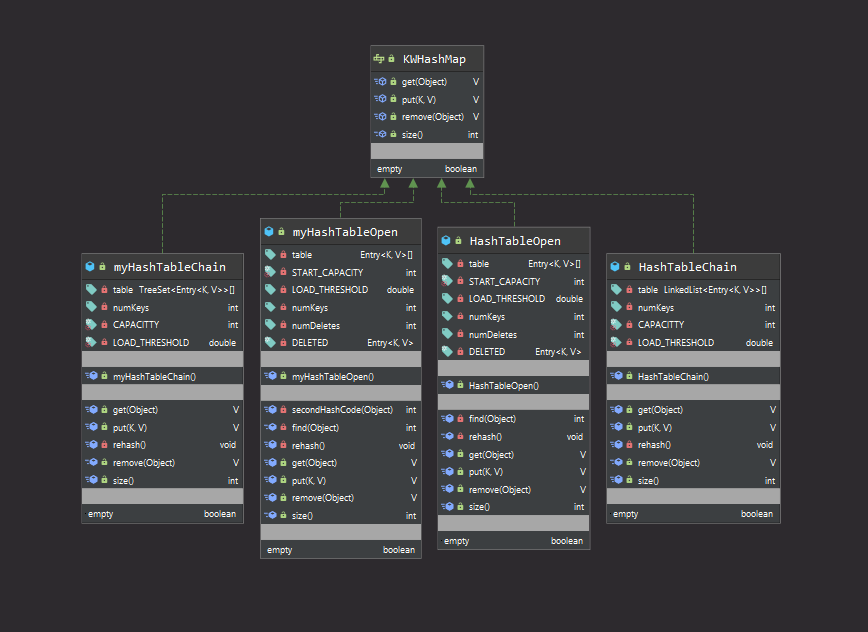 KWHashMap
get(Object) V
put(K, V) V
remove(Object) V
size() int
empty boolean
myHashTableChain
table TreeSet<Entry<K, V>>[]
numKeys int
CAPACITTY int
LOAD_THRESHOLD double
myHashTableChain()
get(Object) V
put(K, V) V
rehash() void
remove(Object) V
size() int
empty boolean
myHashTableOpen
table Entry<K, V>[]
START_CAPACITY int
LOAD_THRESHOLD double
numKeys int
numDeletes int
DELETED Entry<K, V>
myHashTableOpen()
secondHashCode(Object) int
find(Object) int
rehash() void
get(Object) V
put(K, V) V
remove(Object) V
size() int
empty boolean
HashTableOpen
table Entry<K, V>[]
START_CAPACITY int
LOAD_THRESHOLD double
numKeys int
numDeletes int
DELETED Entry<K, V>
HashTableOpen()
find(Object) int
rehash() void
get(Object) V
put(K, V) V
remove(Object) V
size() int
empty boolean
HashTableChain
table LinkedList<Entry<K, V>>[]
numKeys int
CAPACITTY int
LOAD_THRESHOLD double
HashTableChain()
get(Object) V
put(K, V) V
rehash() void
remove(Object) V
size() int
empty boolean